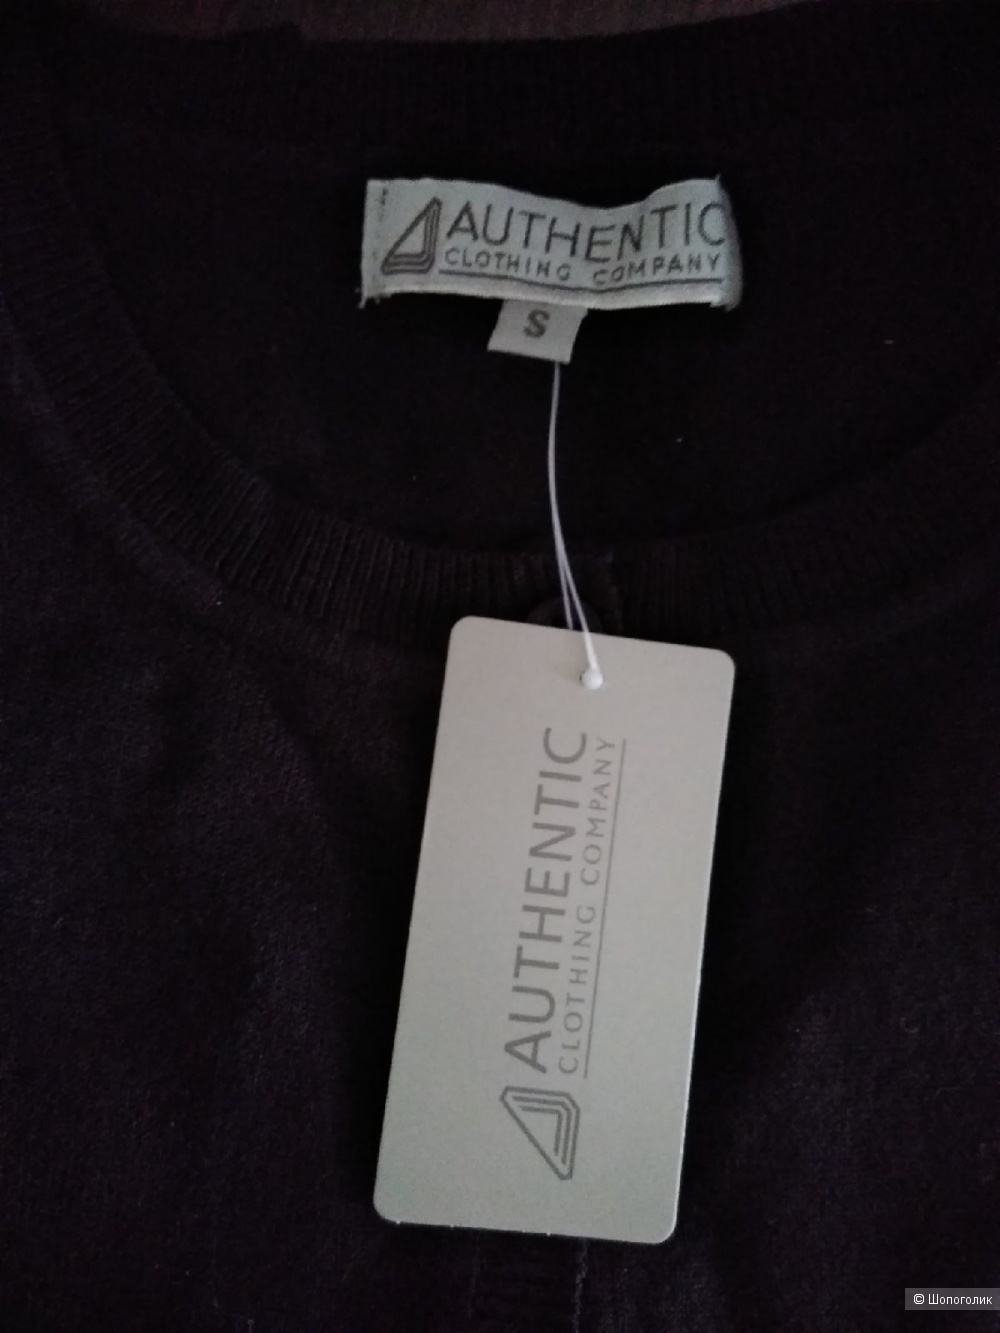 AUTHENTIC
CLOTHING COMPANY
S
AUTHENTIC
CLOTHING COMPANY
© Шопоголик